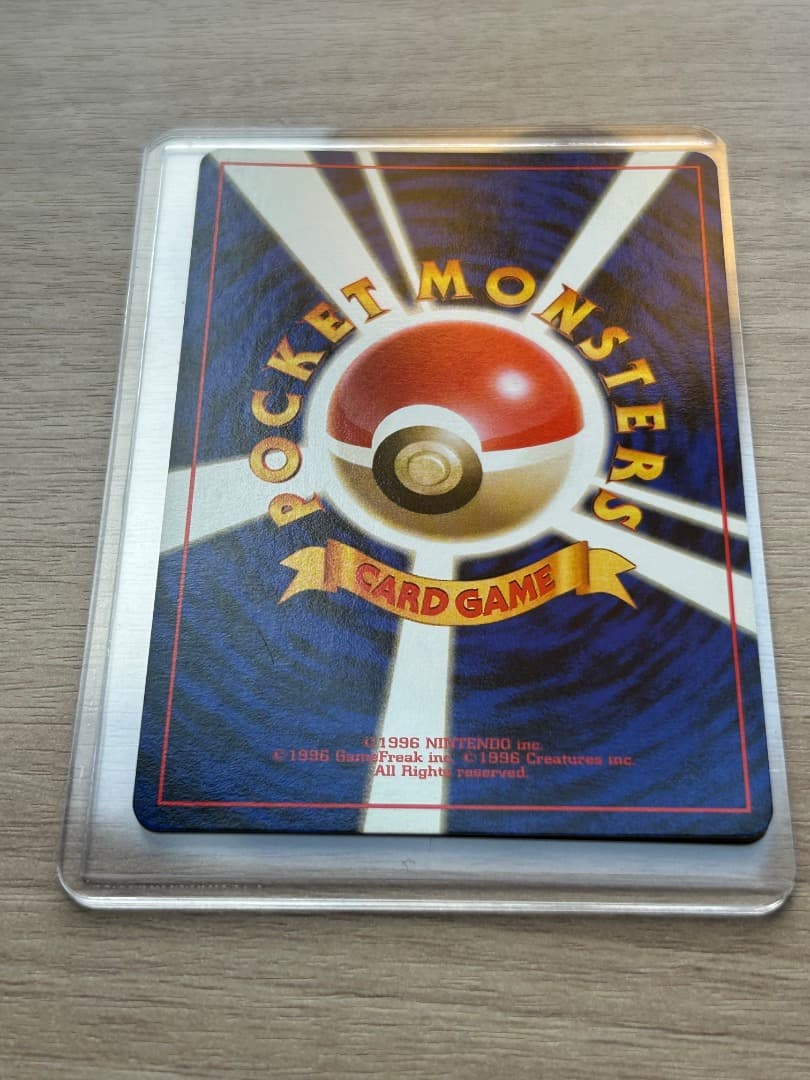 POCKET MONSTERS
CARD GAME
©1996 NINTENDO inc.
©1996 GameFreak inc. ©1996 Creatures inc.
All Rights reserved.